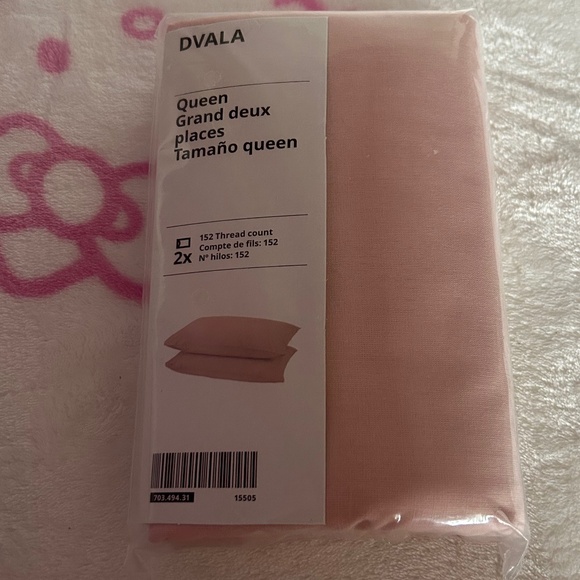 DVALA
Queen
Grand deux
places
Tamaño queen
152 Thread count
Compte de fils: 152
N° hilos: 152
2x
703.494.31 15505